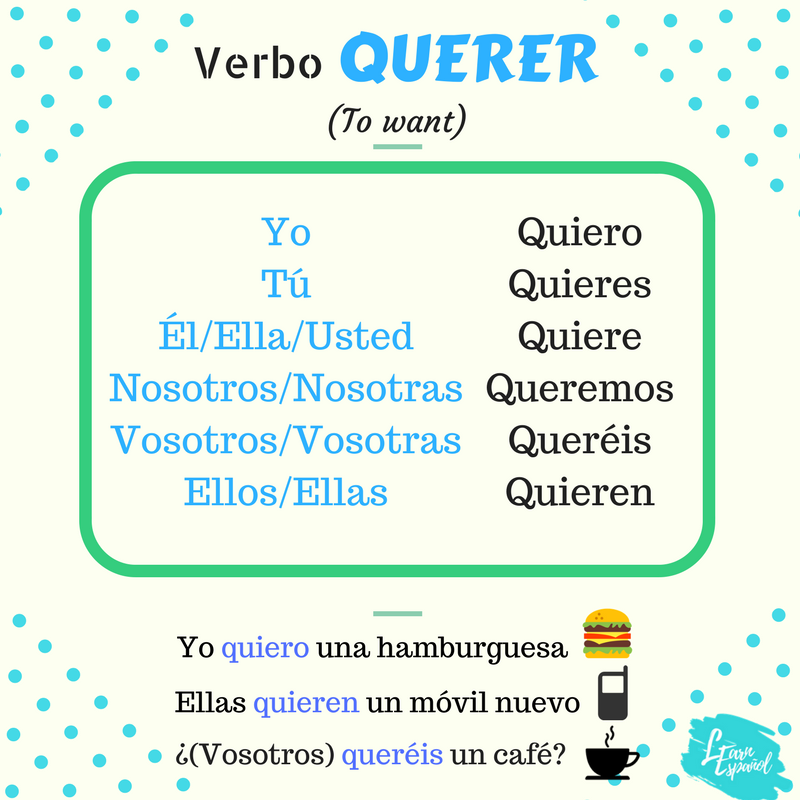 Verbo QUERER
(To want)
Yo Quiero
Tú Quieres
Él/Ella/Usted Quiere
Nosotros/Nosotras Queremos
Vosotros/Vosotras Queréis
Ellos/Ellas Quieren
Yo quiero una hamburguesa
Ellas quieren un móvil nuevo
¿(Vosotros) queréis un café?
LEarn
Español